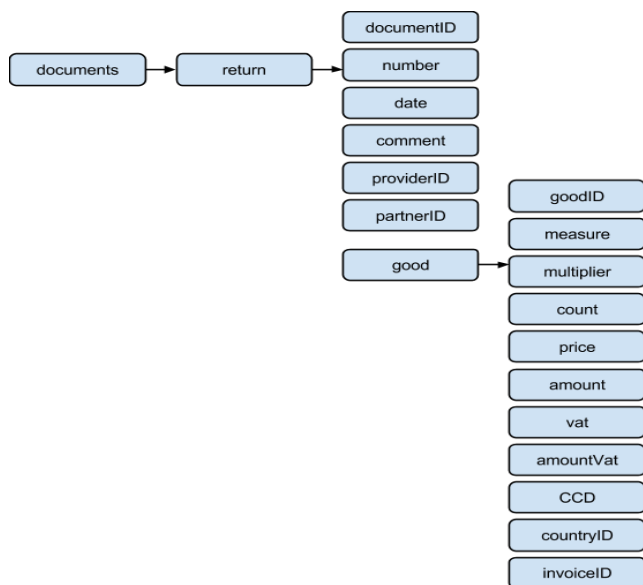 documents
return
documentID
number
date
comment
providerID
partnerID
good
goodID
measure
multiplier
count
price
amount
vat
amountVat
CCD
countryID
invoiceID